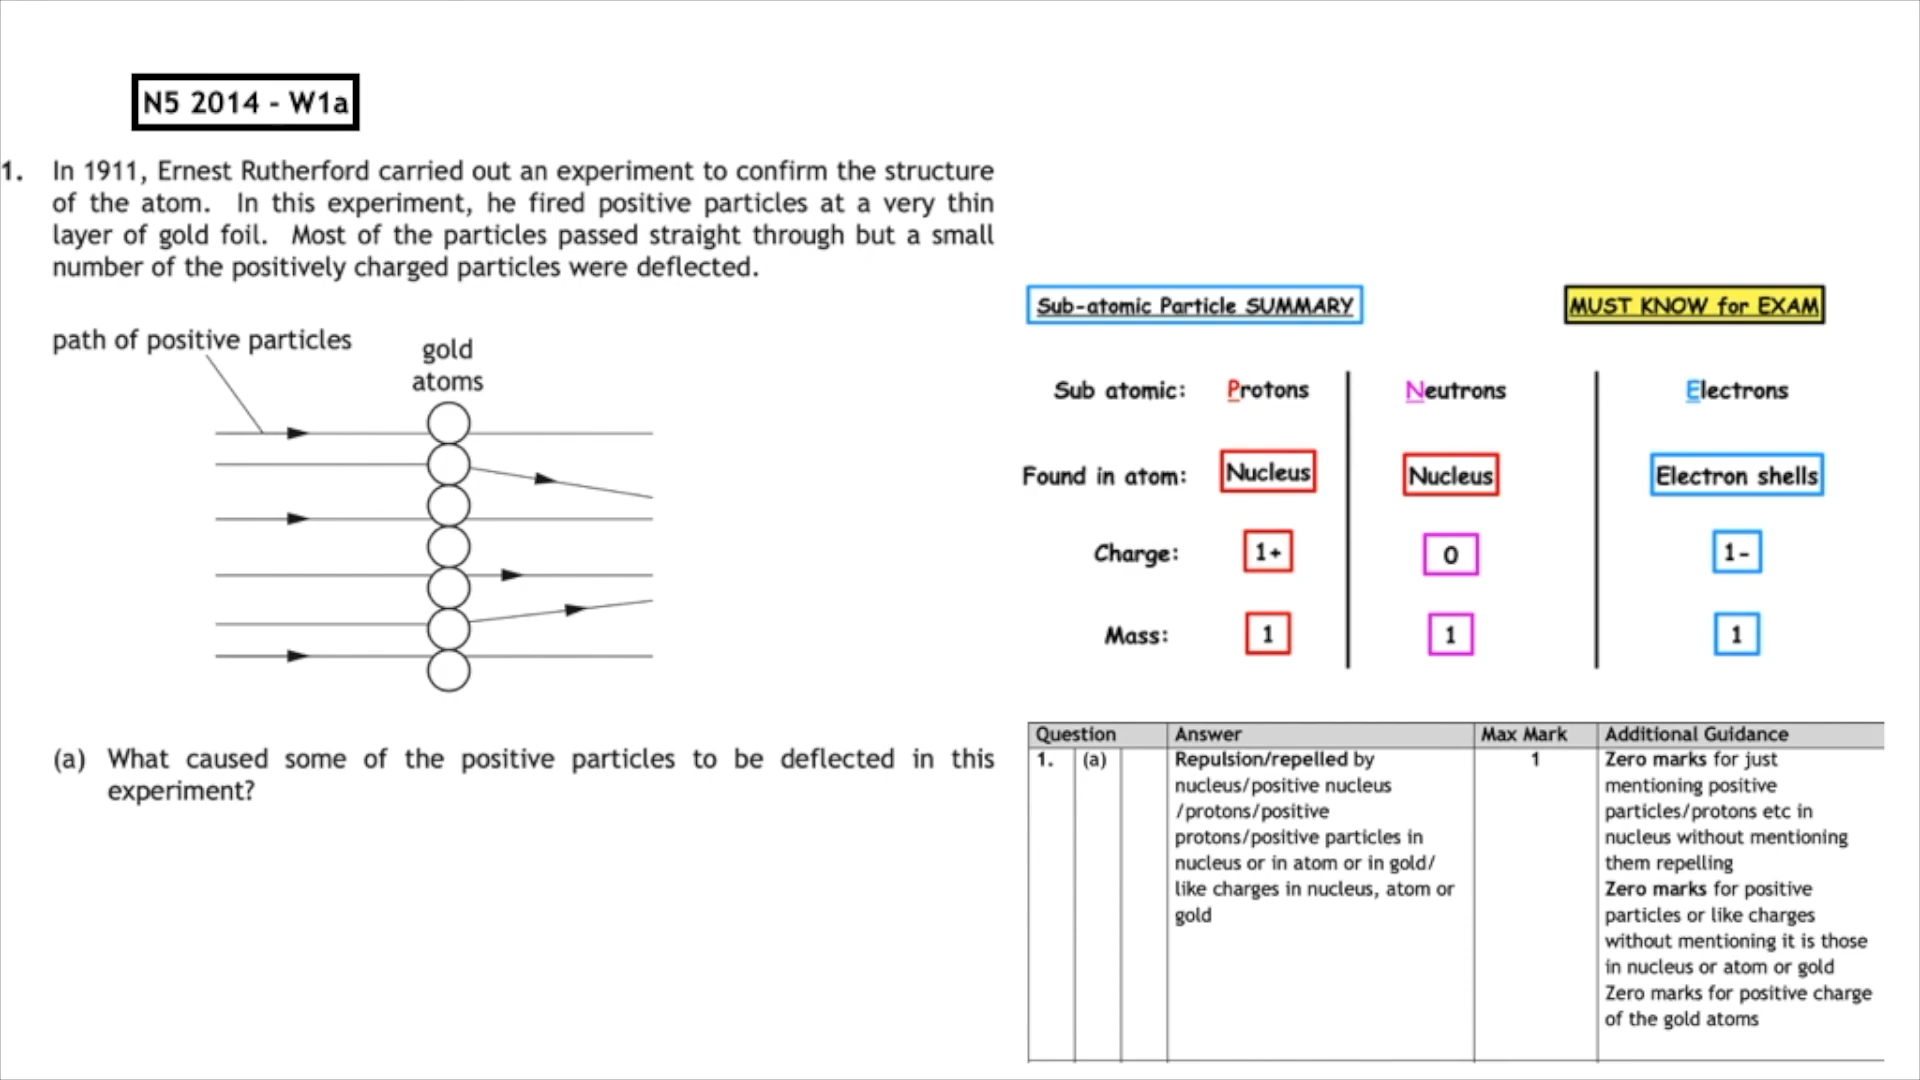 N5 2014 - W1a
1. In 1911, Ernest Rutherford carried out an experiment to confirm the structure
of the atom. In this experiment, he fired positive particles at a very thin
layer of gold foil. Most of the particles passed straight through but a small
number of the positively charged particles were deflected.
path of positive particles
gold
atoms
(a) What caused some of the positive particles to be deflected in this
experiment?
Sub-atomic Particle SUMMARY
MUST KNOW for EXAM
Sub atomic: Protons Neutrons Electrons
Found in atom: Nucleus Nucleus Electron shells
Charge: 1+ 0 1-
Mass: 1 1 1
Question Answer Max Mark Additional Guidance
1. (a) Repulsion/repelled by 1 Zero marks for just
nucleus/positive nucleus mentioning positive
/protons/positive particles/protons etc in
protons/positive particles in nucleus without mentioning
nucleus or in atom or in gold/ them repelling
like charges in nucleus, atom or Zero marks for positive
gold particles or like charges
without mentioning it is those
in nucleus or atom or gold
Zero marks for positive charge
of the gold atoms